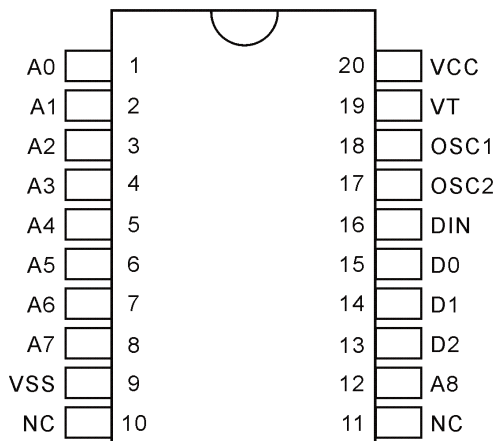 A0 1 20 VCC
A1 2 19 VT
A2 3 18 OSC1
A3 4 17 OSC2
A4 5 16 DIN
A5 6 15 D0
A6 7 14 D1
A7 8 13 D2
VSS 9 12 A8
NC 10 11 NC